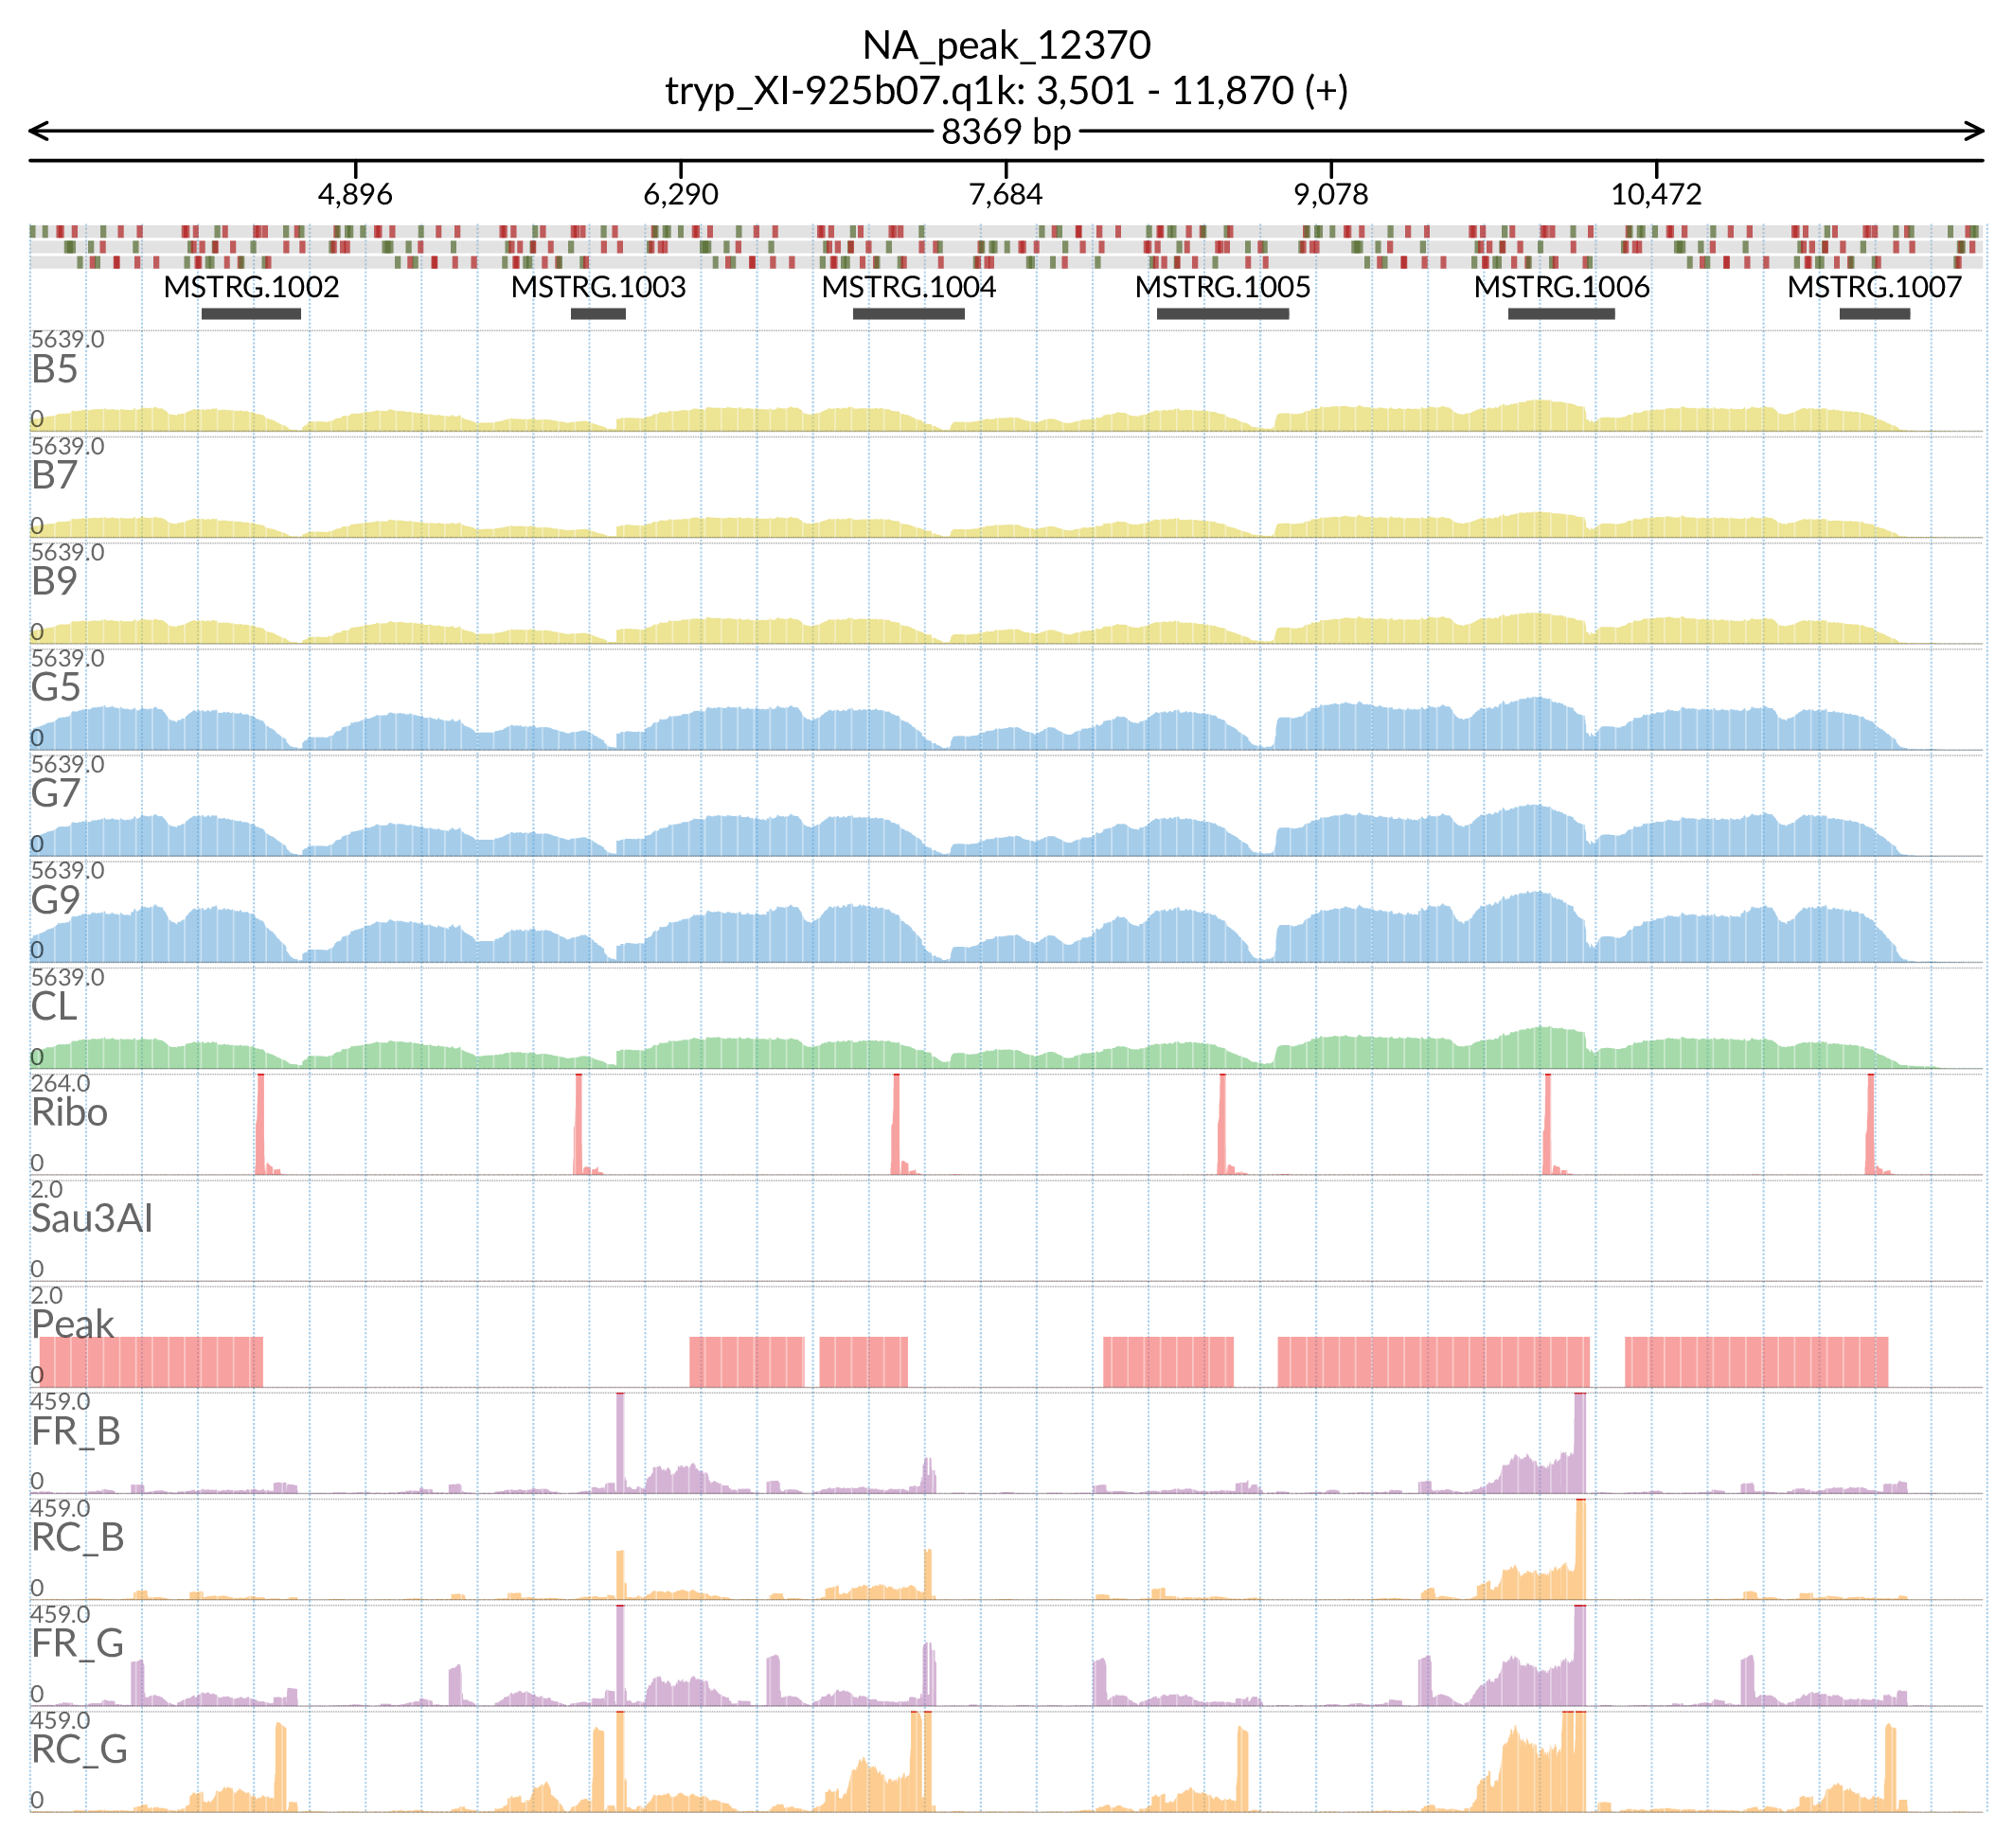 NA_peak_12370
tryp_XI-925b07.q1k: 3,501 - 11,870 (+)
8369 bp
4,896 6,290 7,684 9,078 10,472
MSTRG.1002 MSTRG.1003 MSTRG.1004 MSTRG.1005 MSTRG.1006 MSTRG.1007
5639.0
B5
0
5639.0
B7
0
5639.0
B9
0
5639.0
G5
0
5639.0
G7
0
5639.0
G9
0
5639.0
CL
0
264.0
Ribo
0
2.0
Sau3AI
0
2.0
Peak
0
459.0
FR_B
0
459.0
RC_B
0
459.0
FR_G
0
459.0
RC_G
0